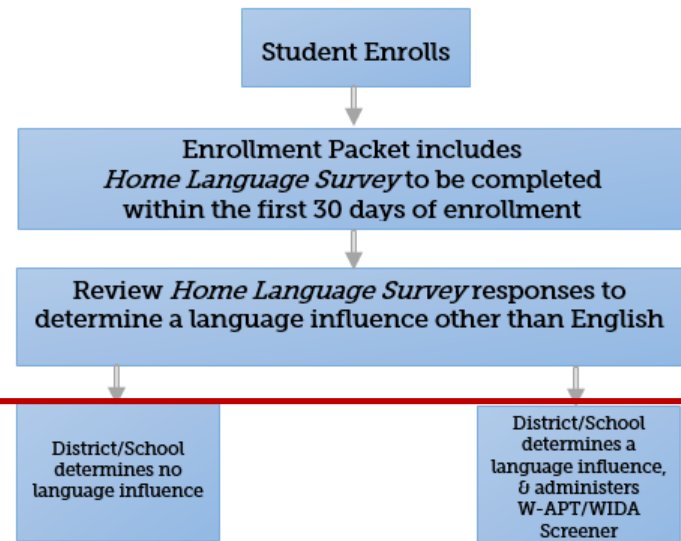 Student Enrolls
Enrollment Packet includes
Home Language Survey to be completed
within the first 30 days of enrollment
Review Home Language Survey responses to
determine a language influence other than English
District/School
determines no
language influence
District/School
determines a
language influence,
& administers
W-APT/WIDA
Screener